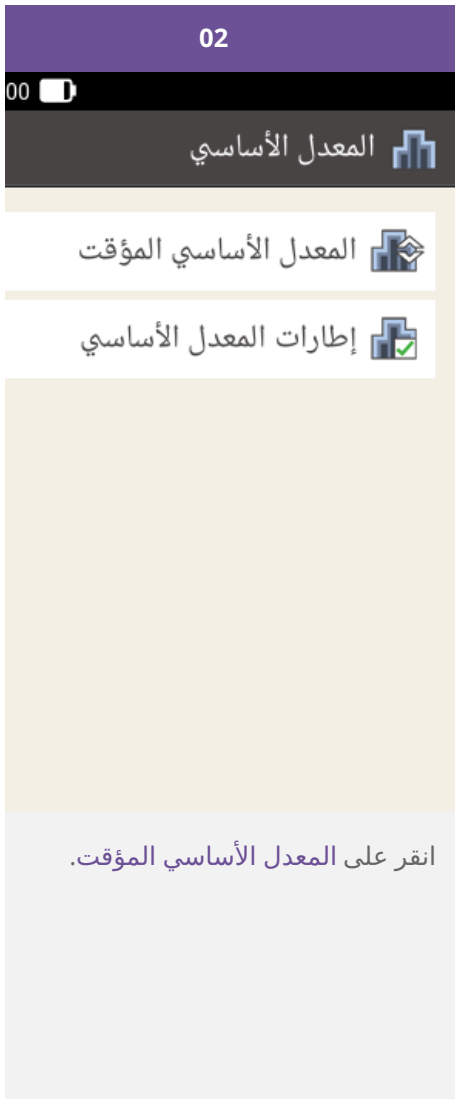 02
00
المعدل الأساسي
المعدل الأساسي المؤقت
إطارات المعدل الأساسي
انقر على المعدل الأساسي المؤقت.